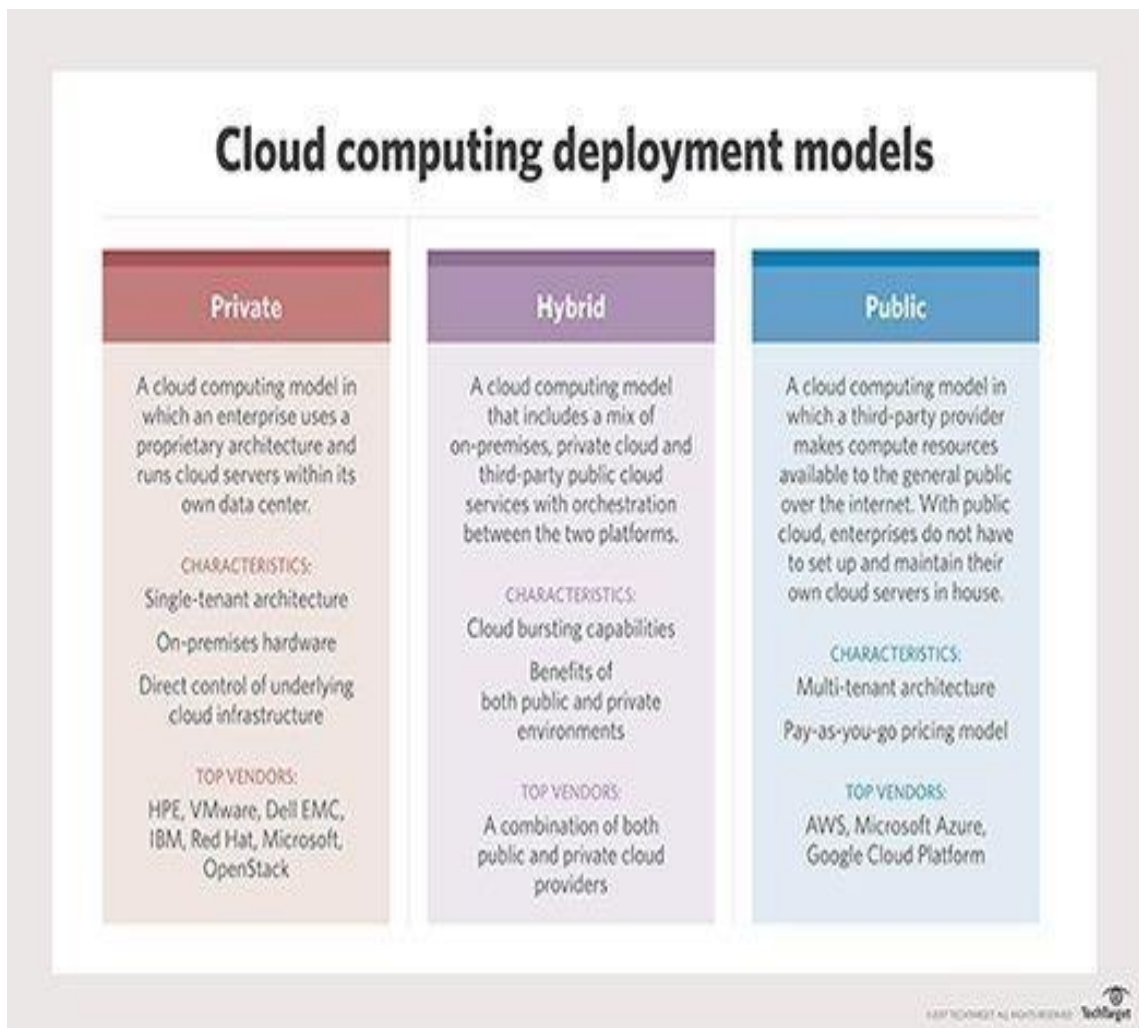 Cloud computing deployment models
Private
A cloud computing model in
which an enterprise uses a
proprietary architecture and
runs cloud servers within its
own data center.
CHARACTERISTICS:
Single-tenant architecture
On-premises hardware
Direct control of underlying
cloud infrastructure
TOP VENDORS:
HPE, VMware, Dell EMC,
IBM, Red Hat, Microsoft,
OpenStack
Hybrid
A cloud computing model
that includes a mix of
on-premises, private cloud and
third-party public cloud
services with orchestration
between the two platforms.
CHARACTERISTICS:
Cloud bursting capabilities
Benefits of
both public and private
environments
TOP VENDORS:
A combination of both
public and private cloud
providers
Public
A cloud computing model in
which a third-party provider
makes compute resources
available to the general public
over the internet. With public
cloud, enterprises do not have
to set up and maintain their
own cloud servers in house.
CHARACTERISTICS:
Multi-tenant architecture
Pay-as-you-go pricing model
TOP VENDORS:
AWS, Microsoft Azure,
Google Cloud Platform
TECHTARGET ALL RIGHTS RESERVED
TechTarget